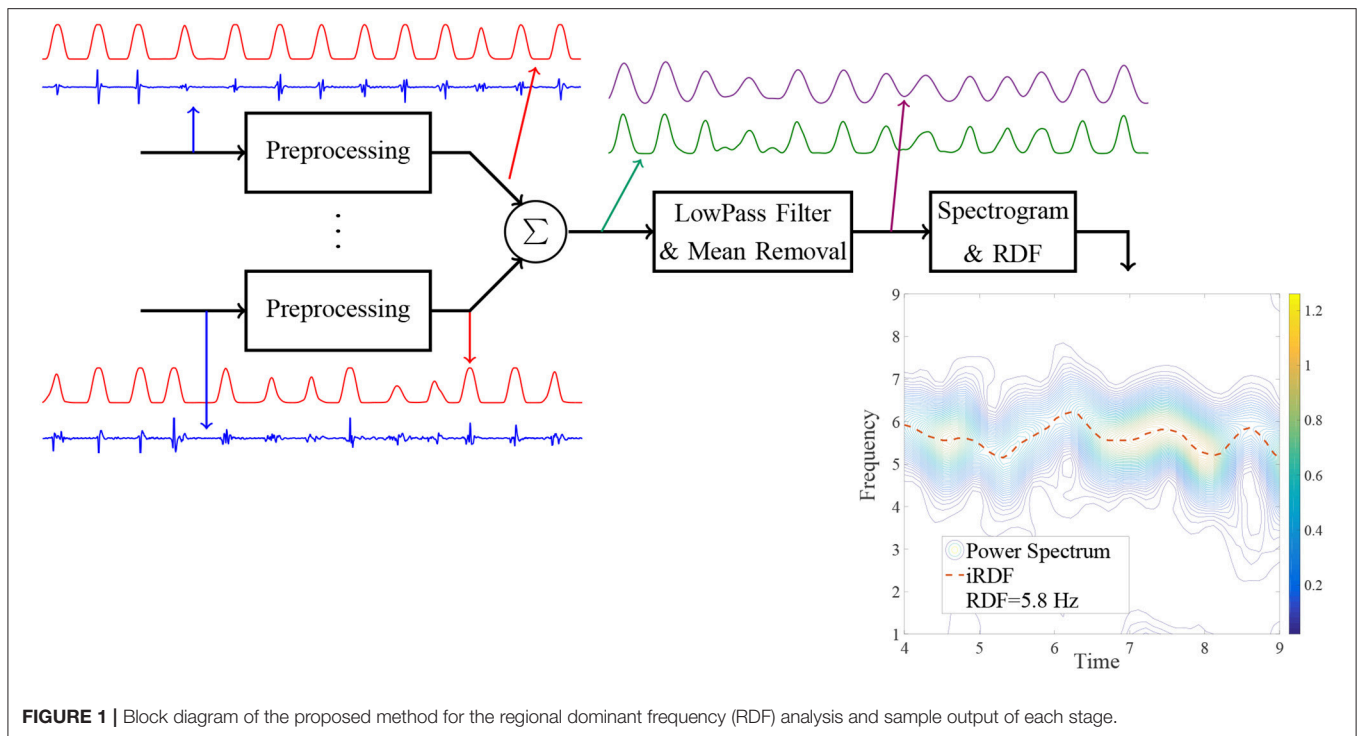 Preprocessing
Preprocessing
Σ
LowPass Filter
& Mean Removal
Spectrogram
& RDF
9
8
7
6
5
4
3
2
1
Frequency
4
5
6
7
8
9
Time
Power Spectrum
iRDF
RDF=5.8 Hz
1.2
1
0.8
0.6
0.4
0.2
FIGURE 1 | Block diagram of the proposed method for the regional dominant frequency (RDF) analysis and sample output of each stage.